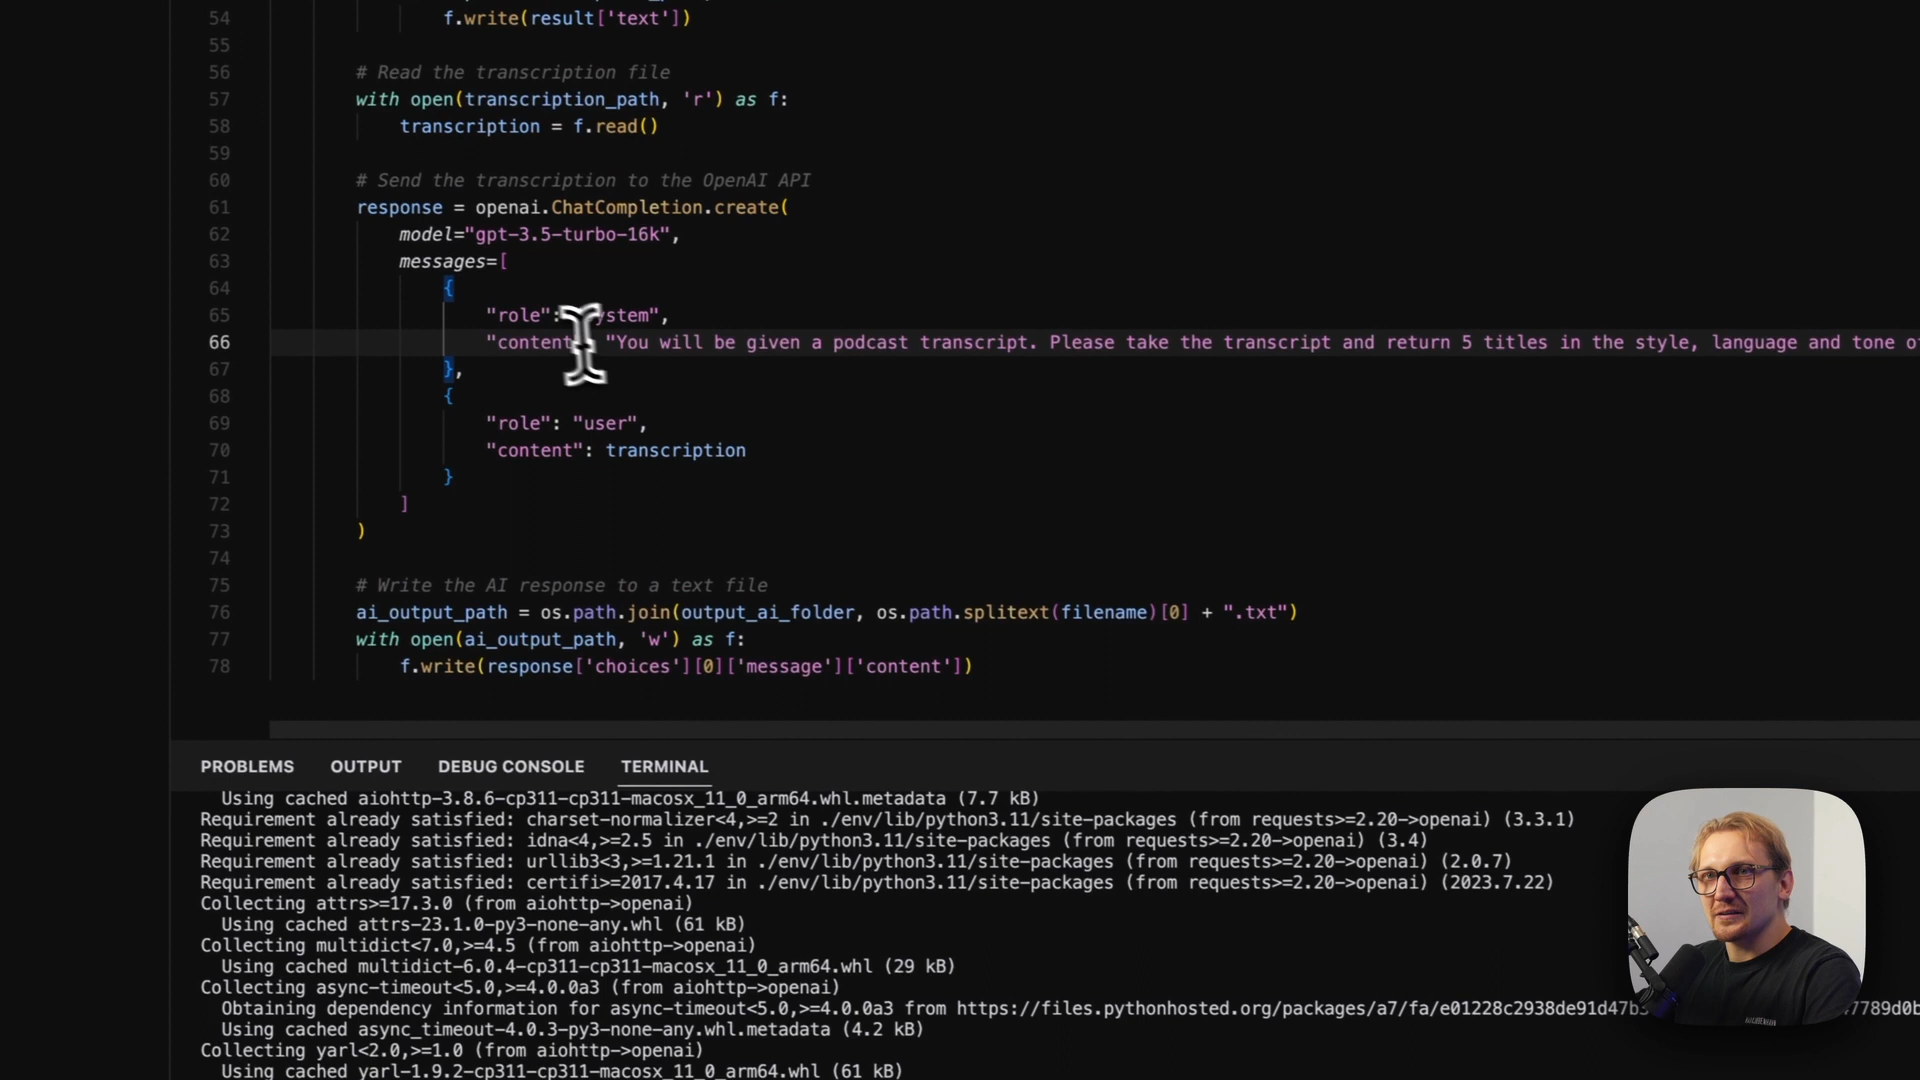 54 f.write(result['text'])
55
56 # Read the transcription file
57 with open(transcription_path, 'r') as f:
58 transcription = f.read()
59
60 # Send the transcription to the OpenAI API
61 response = openai.ChatCompletion.create(
62 model="gpt-3.5-turbo-16k",
63 messages=[
64 {
65 "role": ystem",
66 "content "You will be given a podcast transcript. Please take the transcript and return 5 titles in the style, language and tone o
67 },
68 {
69 "role": "user",
70 "content": transcription
71 }
72 ]
73 )
74
75 # Write the AI response to a text file
76 ai_output_path = os.path.join(output_ai_folder, os.path.splitext(filename)[0] + ".txt")
77 with open(ai_output_path, 'w') as f:
78 f.write(response['choices'][0]['message']['content'])
PROBLEMS OUTPUT DEBUG CONSOLE TERMINAL
Using cached aiohttp-3.8.6-cp311-cp311-macosx_11_0_arm64.whl.metadata (7.7 kB)
Requirement already satisfied: charset-normalizer<4,>=2 in ./env/lib/python3.11/site-packages (from requests>=2.20->openai) (3.3.1)
Requirement already satisfied: idna<4,>=2.5 in ./env/lib/python3.11/site-packages (from requests>=2.20->openai) (3.4)
Requirement already satisfied: urllib3<3,>=1.21.1 in ./env/lib/python3.11/site-packages (from requests>=2.20->openai) (2.0.7)
Requirement already satisfied: certifi>=2017.4.17 in ./env/lib/python3.11/site-packages (from requests>=2.20->openai) (2023.7.22)
Collecting attrs>=17.3.0 (from aiohttp->openai)
Using cached attrs-23.1.0-py3-none-any.whl (61 kB)
Collecting multidict<7.0,>=4.5 (from aiohttp->openai)
Using cached multidict-6.0.4-cp311-cp311-macosx_11_0_arm64.whl (29 kB)
Collecting async-timeout<5.0,>=4.0.0a3 (from aiohttp->openai)
Obtaining dependency information for async-timeout<5.0,>=4.0.0a3 from https://files.pythonhosted.org/packages/a7/fa/e01228c2938de91d47b 7789d0b
Using cached async_timeout-4.0.3-py3-none-any.whl.metadata (4.2 kB)
Collecting yarl<2.0,>=1.0 (from aiohttp->openai)
Using cached yarl-1.9.2-cp311-cp311-macosx_11_0_arm64.whl (61 kB)